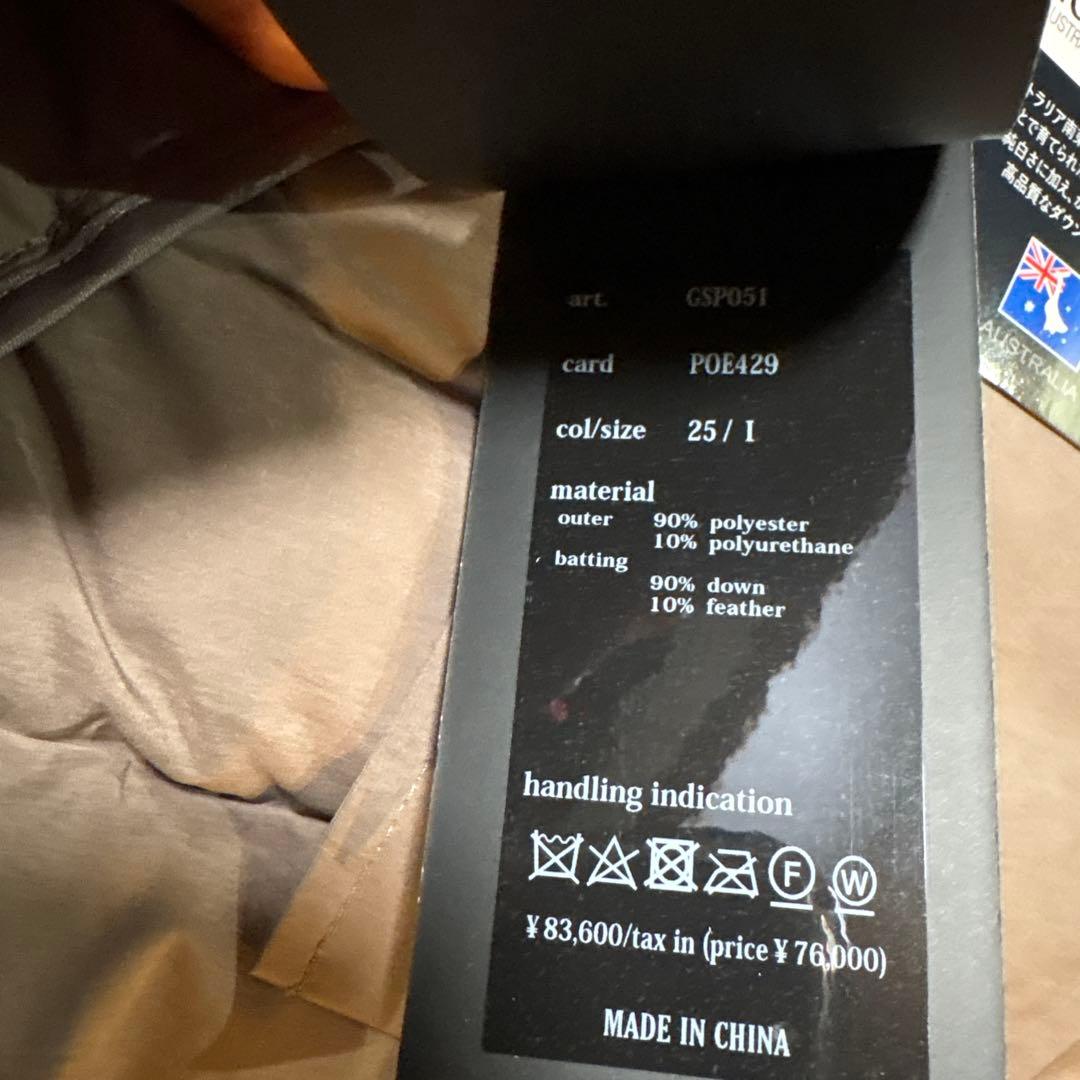 art. GSP051
card POE429
col/size 25 / I
material
outer 90% polyester
10% polyurethane
batting
90% down
10% feather
handling indication
F W
¥83,600/tax in (price ¥76,000)
MADE IN CHINA
トラリア南東
とで育てられ
純白さに加え、
高品質なダウン
AUSTRALIA